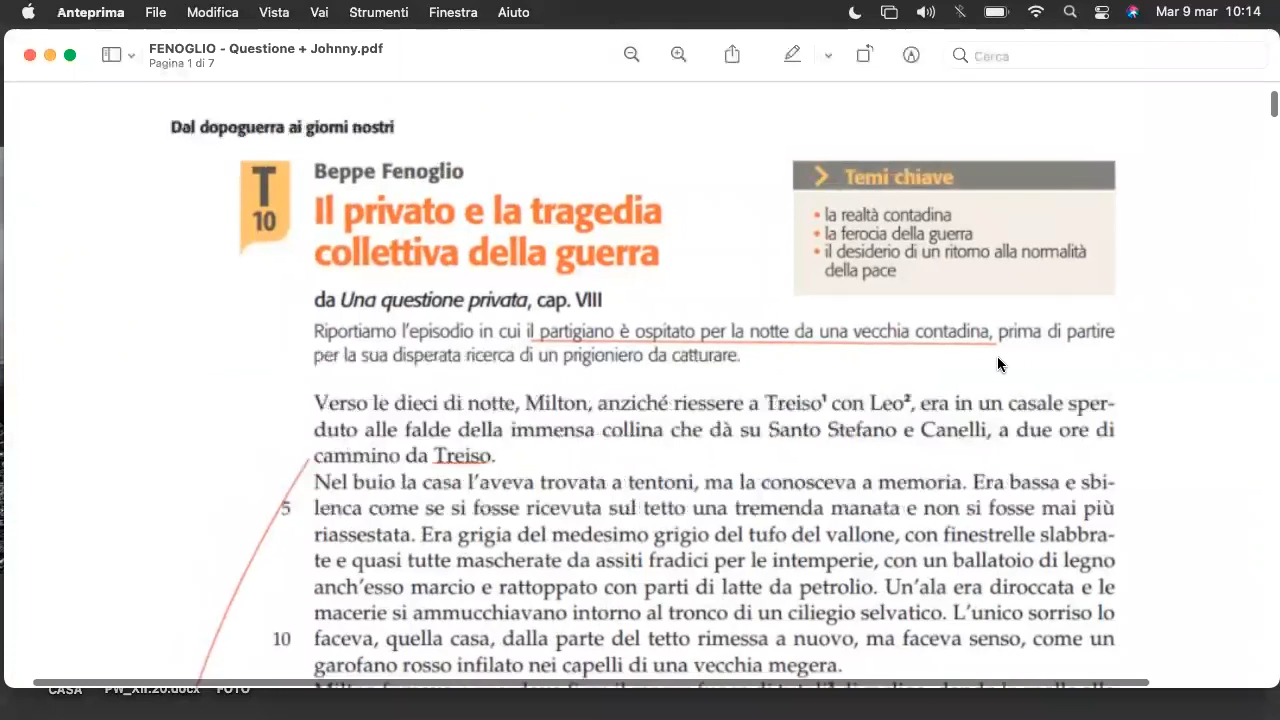 Anteprima File Modifica Vista Vai Strumenti Finestra Aiuto Mar 9 mar 10:14
FENOGLIO - Questione + Johnny.pdf
Pagina 1 di 7
Cerca
Dal dopoguerra ai giorni nostri
T
10
Beppe Fenoglio
Il privato e la tragedia
collettiva della guerra
da Una questione privata, cap. VIII
Temi chiave
• la realtà contadina
• la ferocia della guerra
• il desiderio di un ritorno alla normalità
della pace
Riportiamo l'episodio in cui il partigiano è ospitato per la notte da una vecchia contadina, prima di partire
per la sua disperata ricerca di un prigioniero da catturare.
Verso le dieci di notte, Milton, anziché riessere a Treiso¹ con Leo², era in un casale sper-
duto alle falde della immensa collina che dà su Santo Stefano e Canelli, a due ore di
cammino da Treiso.
Nel buio la casa l'aveva trovata a tentoni, ma la conosceva a memoria. Era bassa e sbi-
5 lenca come se si fosse ricevuta sul tetto una tremenda manata e non si fosse mai più
riassestata. Era grigia del medesimo grigio del tufo del vallone, con finestrelle slabbra-
te e quasi tutte mascherate da assiti fradici per le intemperie, con un ballatoio di legno
anch'esso marcio e rattoppato con parti di latte da petrolio. Un'ala era diroccata e le
macerie si ammucchiavano intorno al tronco di un ciliegio selvatico. L'unico sorriso lo
10 faceva, quella casa, dalla parte del tetto rimessa a nuovo, ma faceva senso, come un
garofano rosso infilato nei capelli di una vecchia megera.
CASA PW_XII.20.docx FOTO